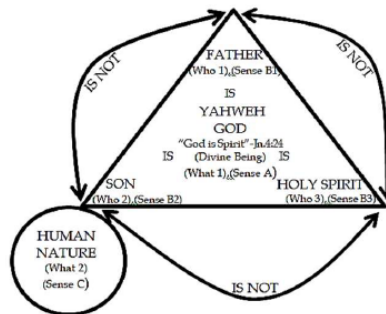 FATHER
(Who 1),(Sense B1)
IS NOT
IS NOT
IS
YAHWEH
GOD
"God is Spirit"-Jn.4:24
IS (Divine Being) IS
(What 1),(Sense A)
SON
(Who 2),(Sense B2)
HOLY SPIRIT
(Who 3),(Sense B3)
HUMAN
NATURE
(What 2)
(Sense C)
IS NOT